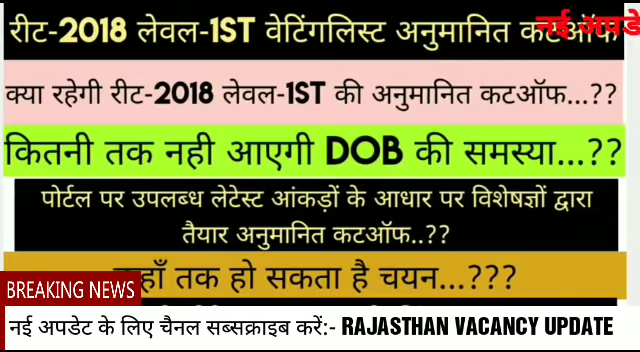 रीट-2018 लेवल-1ST वेटिंगलिस्ट अनुमानित कटऑफ
नई अपडे
क्या रहेगी रीट-2018 लेवल-1ST की अनुमानित कटऑफ...??
कितनी तक नही आएगी DOB की समस्या...??
पोर्टल पर उपलब्ध लेटेस्ट आंकड़ों के आधार पर विशेषज्ञों द्वारा
तैयार अनुमानित कटऑफ..??
तक हो सकता है चयन...???
BREAKING NEWS
नई अपडेट के लिए चैनल सब्सक्राइब करें:- RAJASTHAN VACANCY UPDATE